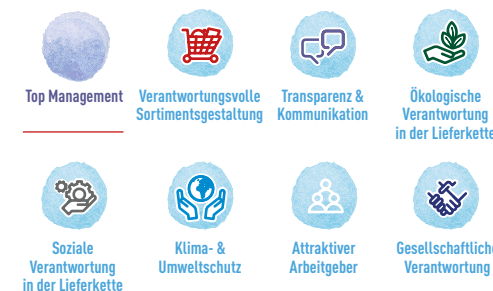 Top Management
Verantwortungsvolle
Sortimentsgestaltung
Transparenz &
Kommunikation
Ökologische
Verantwortung
in der Lieferkette
Soziale
Verantwortung
in der Lieferkette
Klima- &
Umweltschutz
Attraktiver
Arbeitgeber
Gesellschaftliche
Verantwortung